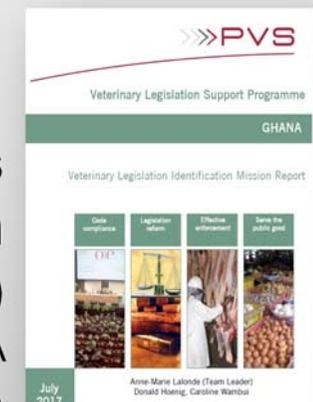 >>>PVS
Veterinary Legislation Support Programme
GHANA
Veterinary Legislation Identification Mission Report
Code compliance
Legislation reform
Effective enforcement
Serve the public good
July
2017
Anne-Marie Lalonde (Team Leader)
Donald Hoenig, Caroline Wambui